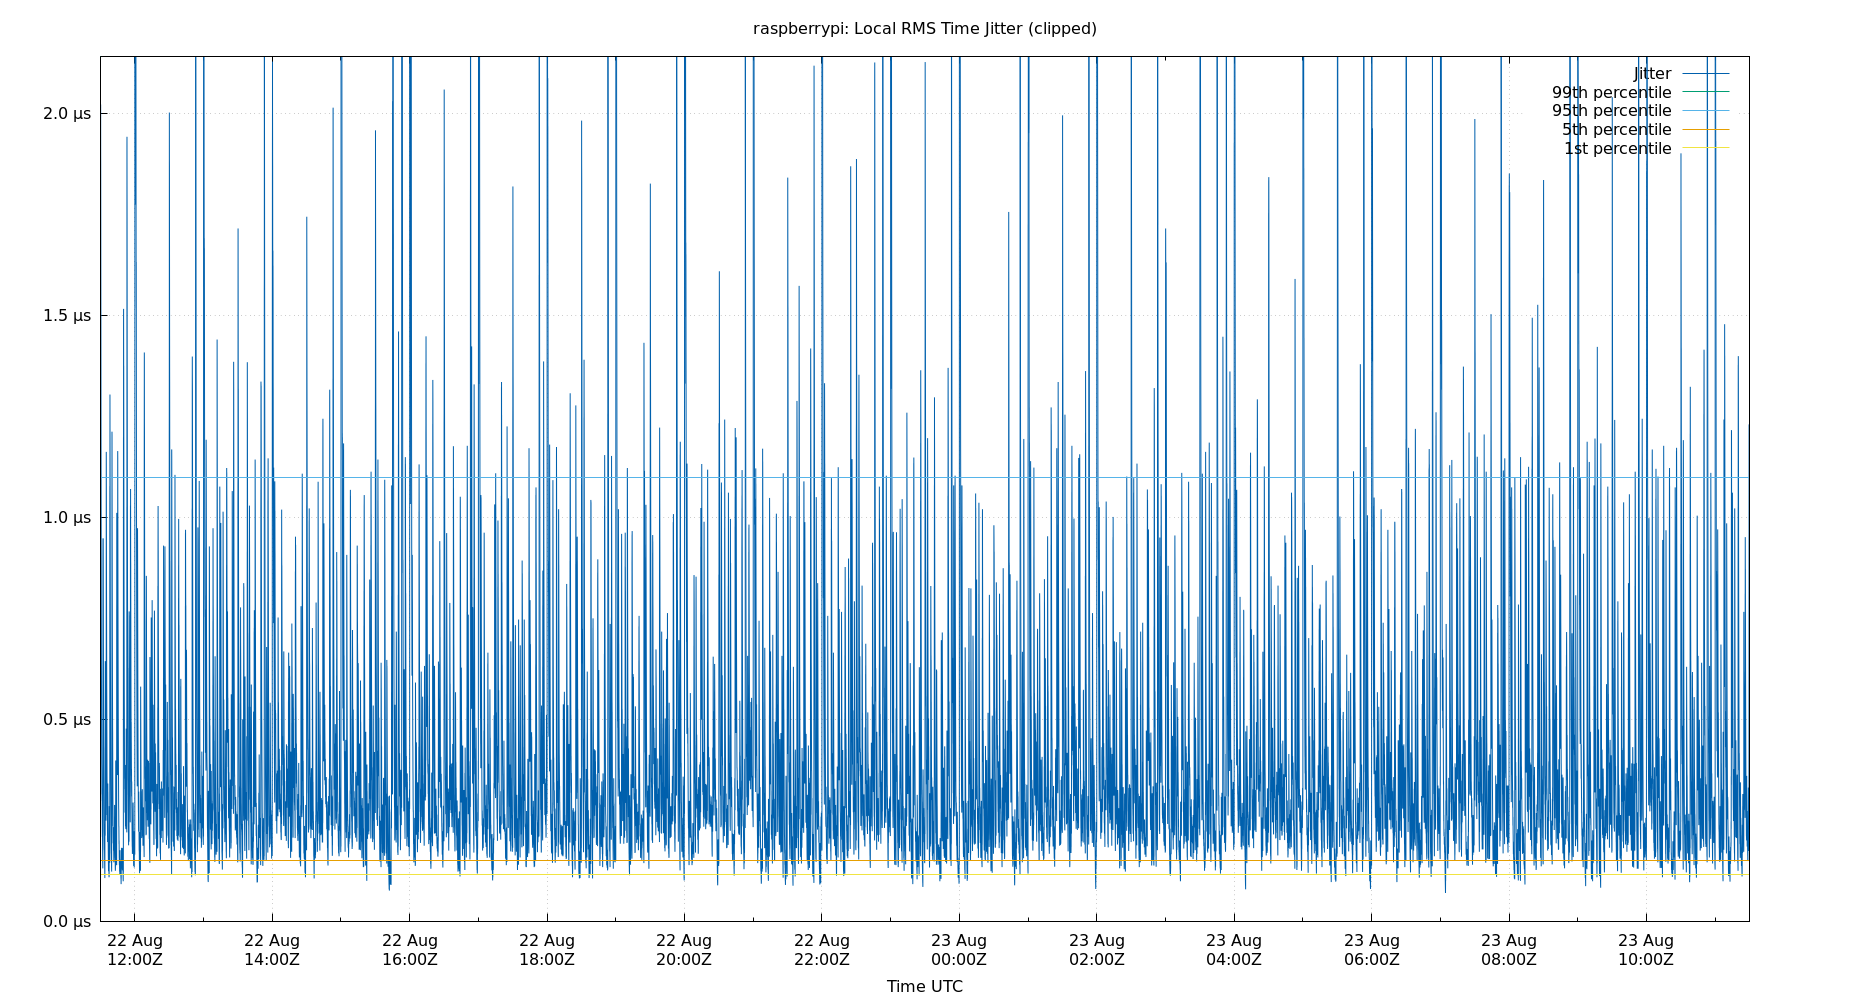 raspberrypi: Local RMS Time Jitter (clipped)
Jitter
99th percentile
95th percentile
5th percentile
1st percentile
2.0 µs
1.5 µs
1.0 µs
0.5 µs
0.0 µs
22 Aug 22 Aug 22 Aug 22 Aug 22 Aug 22 Aug 23 Aug 23 Aug 23 Aug 23 Aug 23 Aug 23 Aug
12:00Z 14:00Z 16:00Z 18:00Z 20:00Z 22:00Z 00:00Z 02:00Z 04:00Z 06:00Z 08:00Z 10:00Z
Time UTC